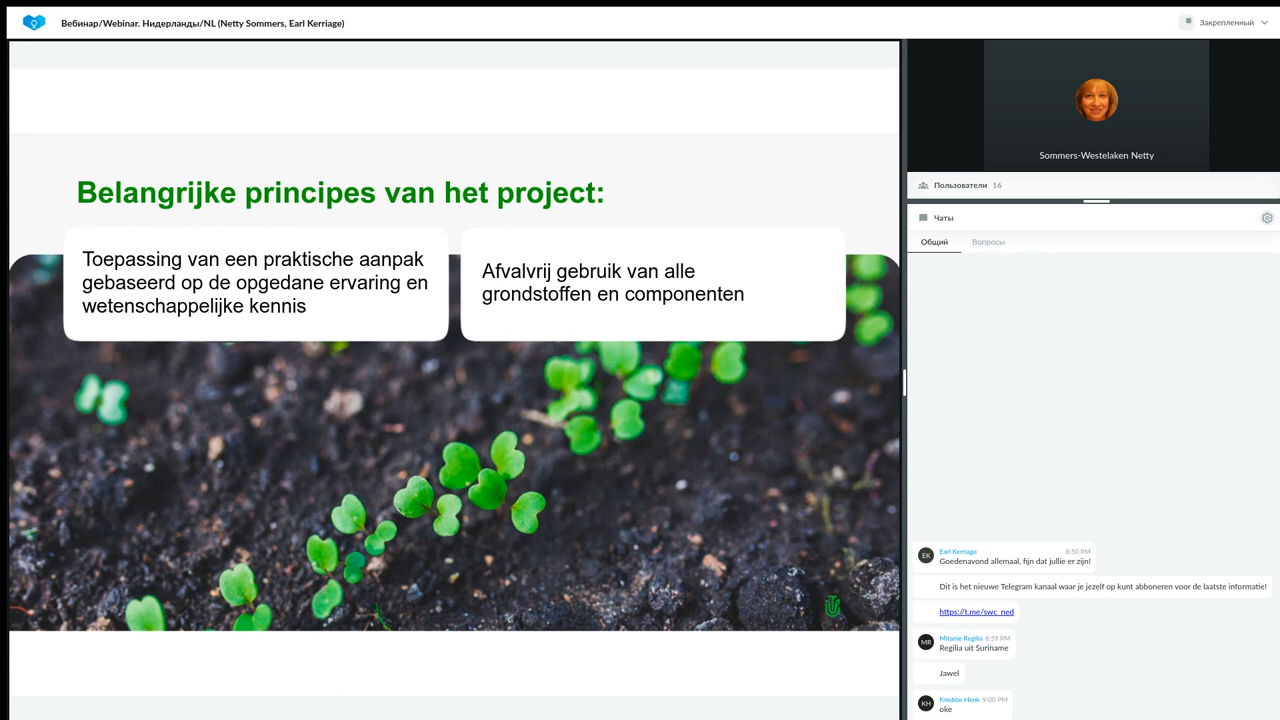 Вебинар/Webinar. Нидерланды/NL (Netty Sommers, Earl Kerriage)
Закрепленный
Belangrijke principes van het project:
Toepassing van een praktische aanpak
gebaseerd op de opgedane ervaring en
wetenschappelijke kennis
Afvalvrij gebruik van alle
grondstoffen en componenten
Sommers-Westelaken Netty
Пользователи 16
Чаты
Общий Вопросы
EK
Earl Kerriage 8:50 PM
Goedenavond allemaal, fijn dat jullie er zijn!
Dit is het nieuwe Telegram kanaal waar je jezelf op kunt abboneren voor de laatste informatie!
https://t.me/swc_ned
MR
Mitanie Regilia 8:59 PM
Regilia uit Suriname
Jawel
KH
Knobbe Henk 9:00 PM
oke